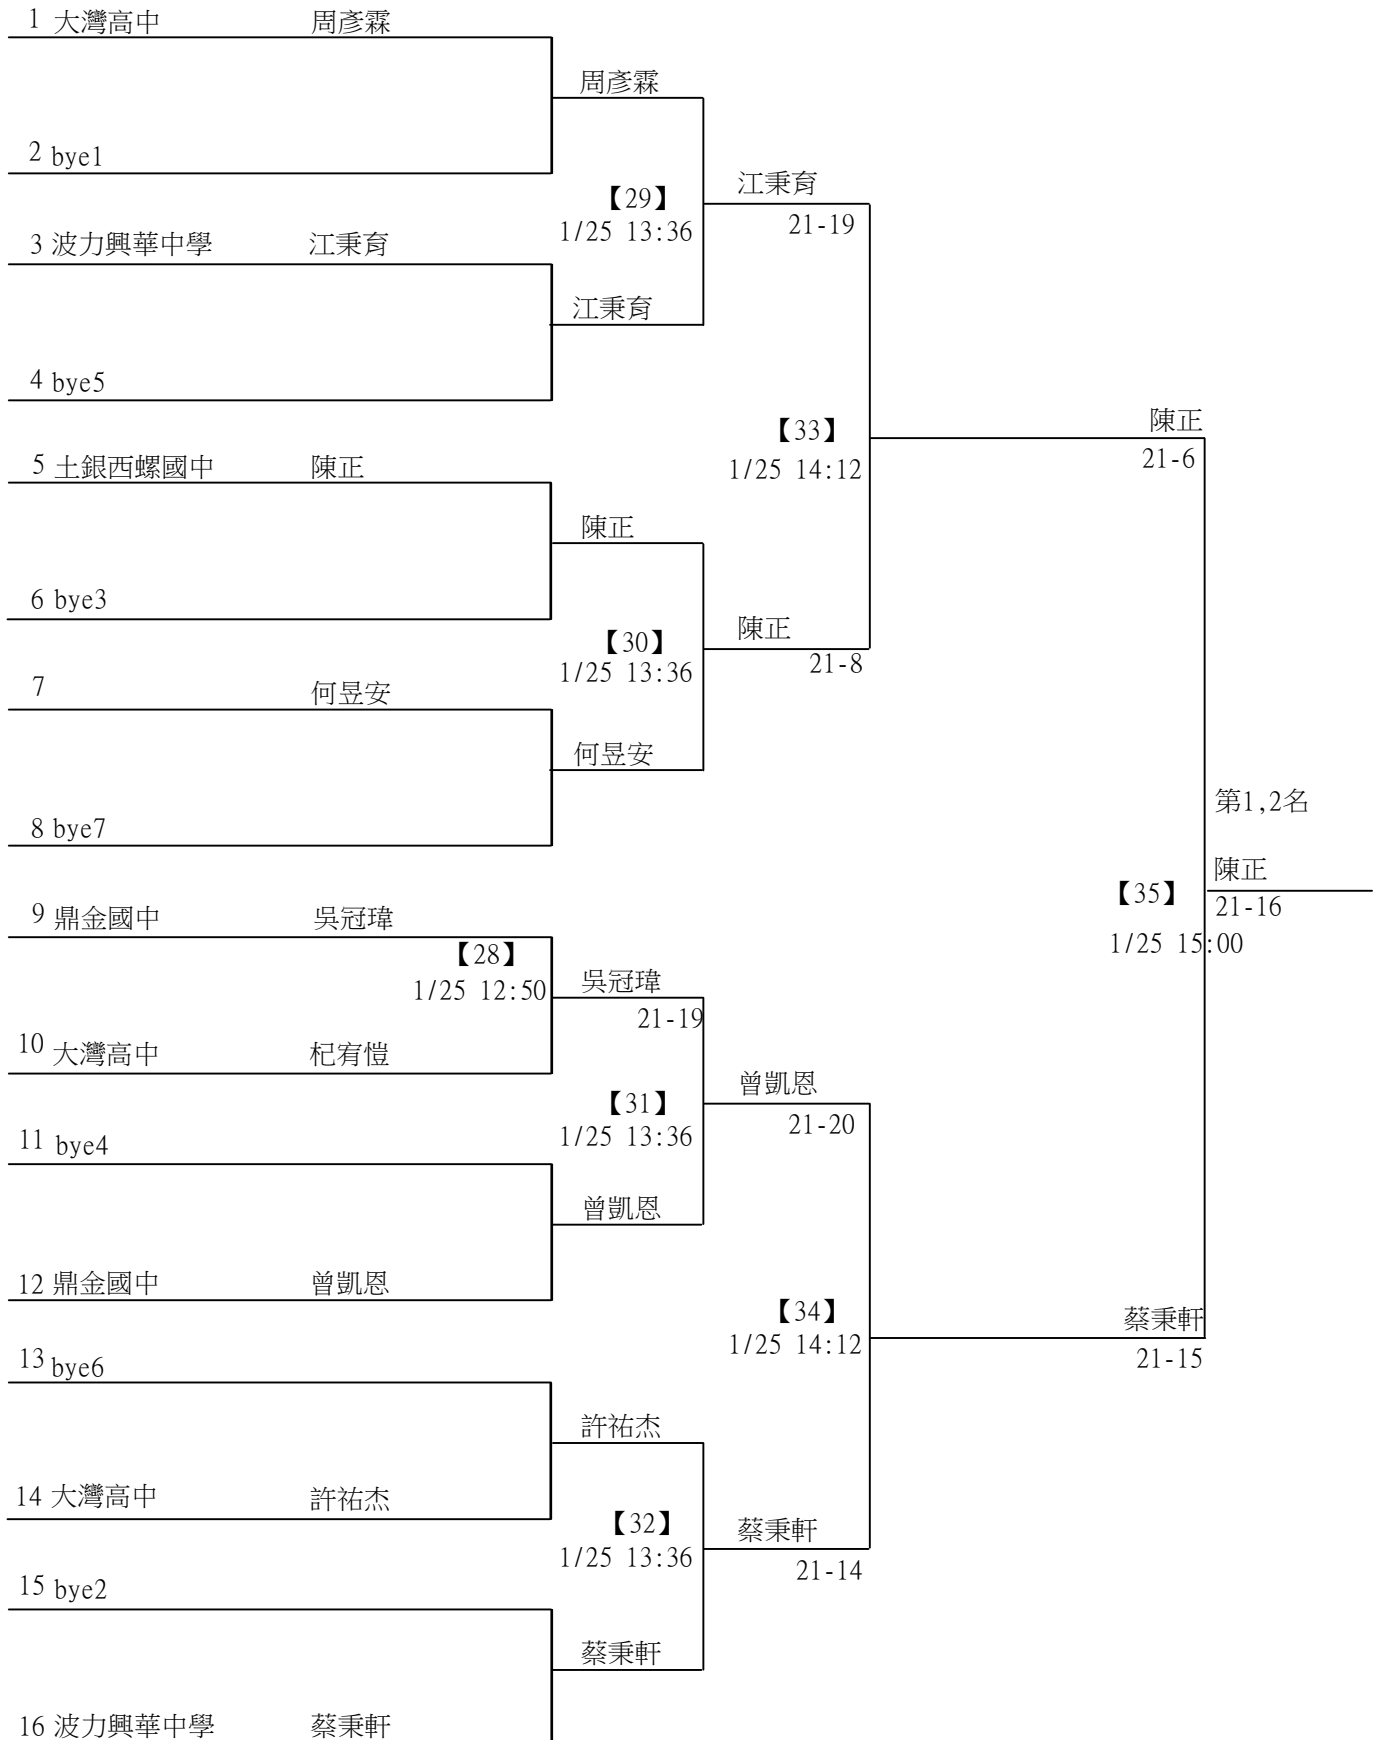 1 大灣高中 周彥霖
周彥霖
2 bye1
江秉育
【29】
21-19
1/25 13:36
3 波力興華中學 江秉育
江秉育
4 bye5
陳正
【33】
21-6
1/25 14:12
5 土銀西螺國中 陳正
陳正
6 bye3
陳正
【30】
21-8
1/25 13:36
7 何昱安
何昱安
8 bye7
第1,2名
陳正
【35】
21-16
1/25 15:00
9 鼎金國中 吳冠瑋
【28】
1/25 12:50
吳冠瑋
21-19
10 大灣高中 杞宥愷
曾凱恩
【31】
21-20
1/25 13:36
11 bye4
曾凱恩
12 鼎金國中 曾凱恩
【34】
蔡秉軒
1/25 14:12
21-15
13 bye6
許祐杰
14 大灣高中 許祐杰
【32】
蔡秉軒
1/25 13:36
21-14
15 bye2
蔡秉軒
16 波力興華中學 蔡秉軒